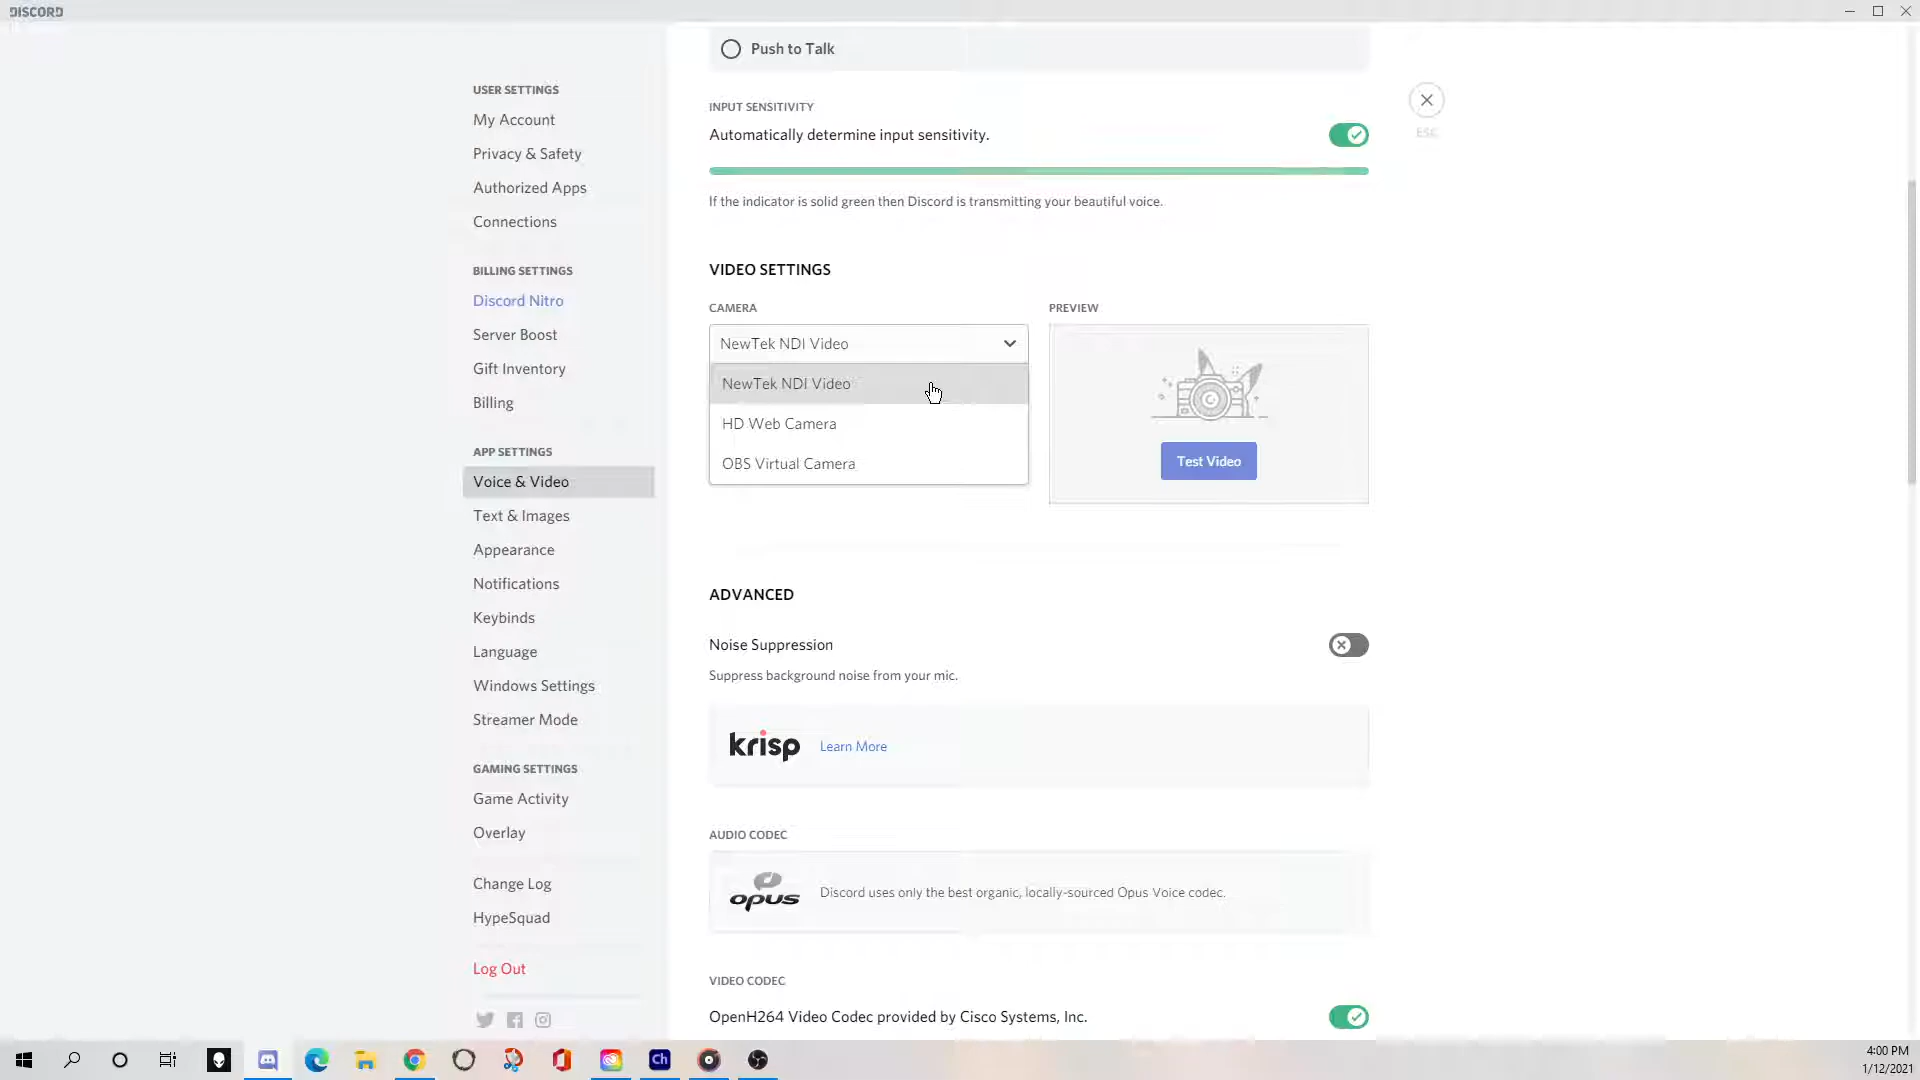 DISCORD
USER SETTINGS
My Account
Privacy & Safety
Authorized Apps
Connections
BILLING SETTINGS
Discord Nitro
Server Boost
Gift Inventory
Billing
APP SETTINGS
Voice & Video
Text & Images
Appearance
Notifications
Keybinds
Language
Windows Settings
Streamer Mode
GAMING SETTINGS
Game Activity
Overlay
Change Log
HypeSquad
Log Out
Push to Talk
INPUT SENSITIVITY
Automatically determine input sensitivity.
If the indicator is solid green then Discord is transmitting your beautiful voice.
ESC
VIDEO SETTINGS
CAMERA
NewTek NDI Video
NewTek NDI Video
HD Web Camera
OBS Virtual Camera
PREVIEW
Test Video
ADVANCED
Noise Suppression
Suppress background noise from your mic.
krisp Learn More
AUDIO CODEC
opus Discord uses only the best organic, locally-sourced Opus Voice codec.
VIDEO CODEC
OpenH264 Video Codec provided by Cisco Systems, Inc.
Ch
4:00 PM
1/12/2021